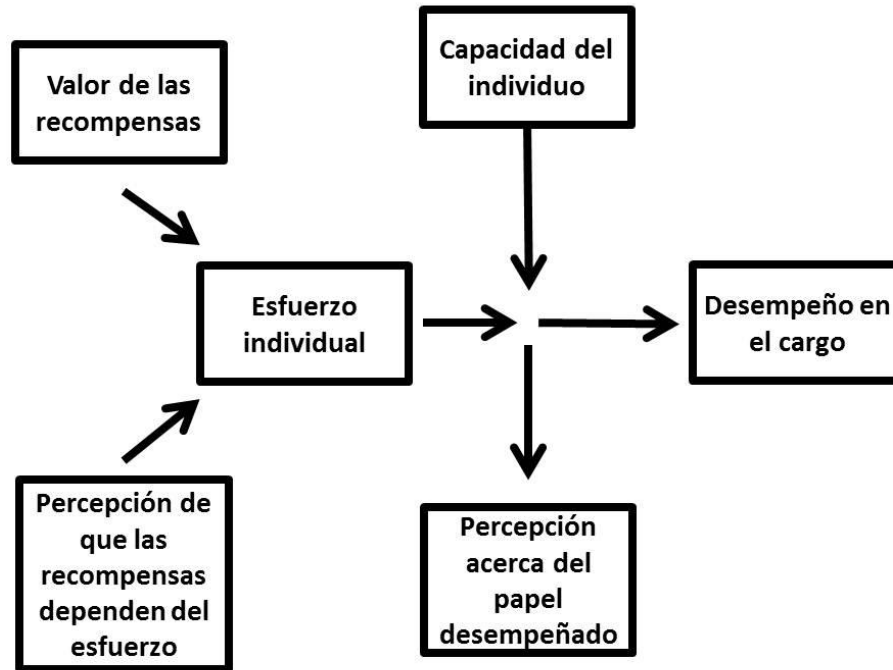 Capacidad del
individuo
Valor de las
recompensas
Esfuerzo
individual
Desempeño en
el cargo
Percepción de
que las
recompensas
dependen del
esfuerzo
Percepción
acerca del
papel
desempeñado